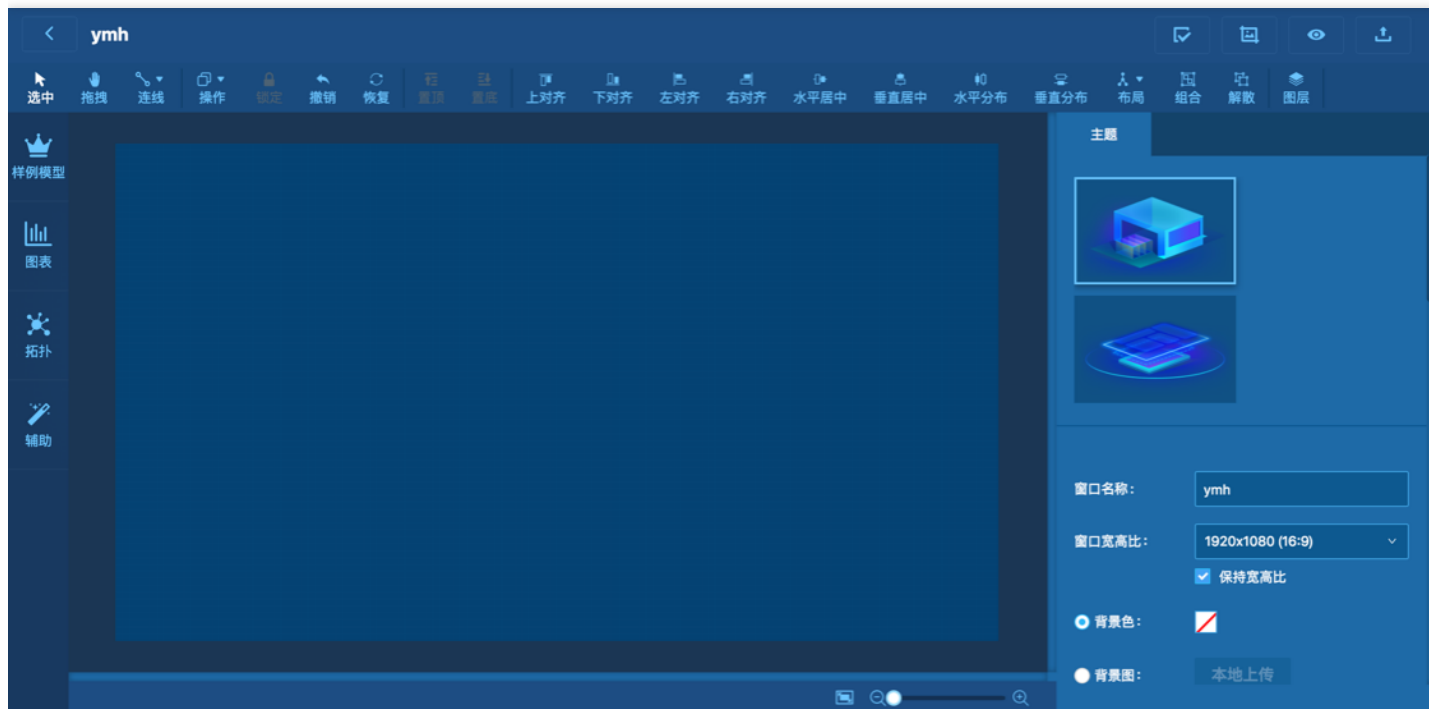 ymh
选中 拖拽 连线 操作 锁定 撤销 恢复 置顶 置底 上对齐 下对齐 左对齐 右对齐 水平居中 垂直居中 水平分布 垂直分布 布局 组合 解散 图层
样例模型
图表
拓扑
辅助
主题
窗口名称： ymh
窗口宽高比： 1920x1080 (16:9)
保持宽高比
背景色：
背景图： 本地上传